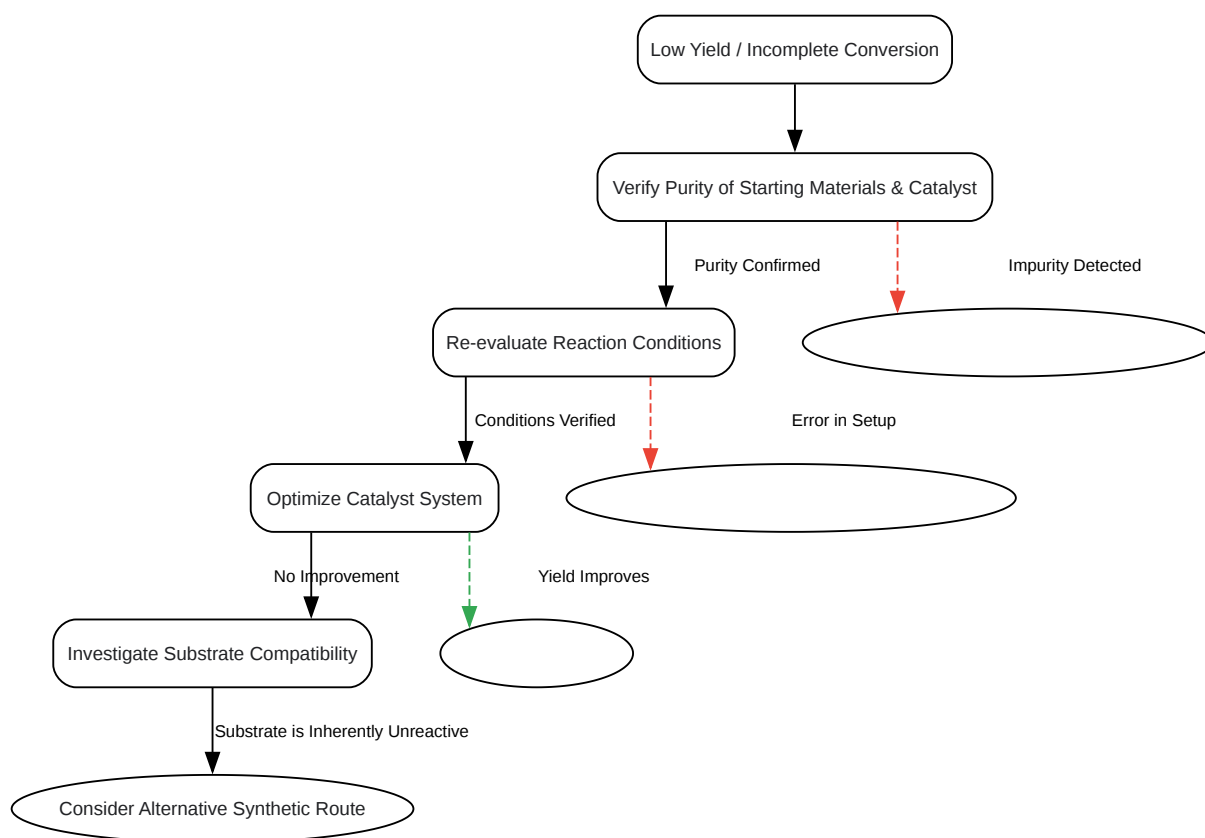 Low Yield / Incomplete Conversion
Verify Purity of Starting Materials & Catalyst
Purity Confirmed
Impurity Detected
Re-evaluate Reaction Conditions
Conditions Verified
Error in Setup
Optimize Catalyst System
No Improvement
Yield Improves
Investigate Substrate Compatibility
Substrate is Inherently Unreactive
Consider Alternative Synthetic Route